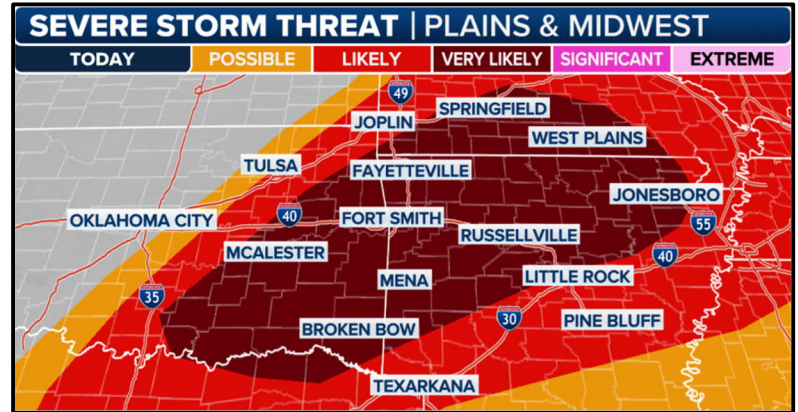 SEVERE STORM THREAT | PLAINS & MIDWEST
TODAY POSSIBLE LIKELY VERY LIKELY SIGNIFICANT EXTREME
49
SPRINGFIELD
JOPLIN
WEST PLAINS
TULSA
FAYETTEVILLE
JONESBORO
OKLAHOMA CITY
40
FORT SMITH
55
RUSSELLVILLE
MCALESTER
40
MENA
LITTLE ROCK
35
30
PINE BLUFF
BROKEN BOW
TEXARKANA